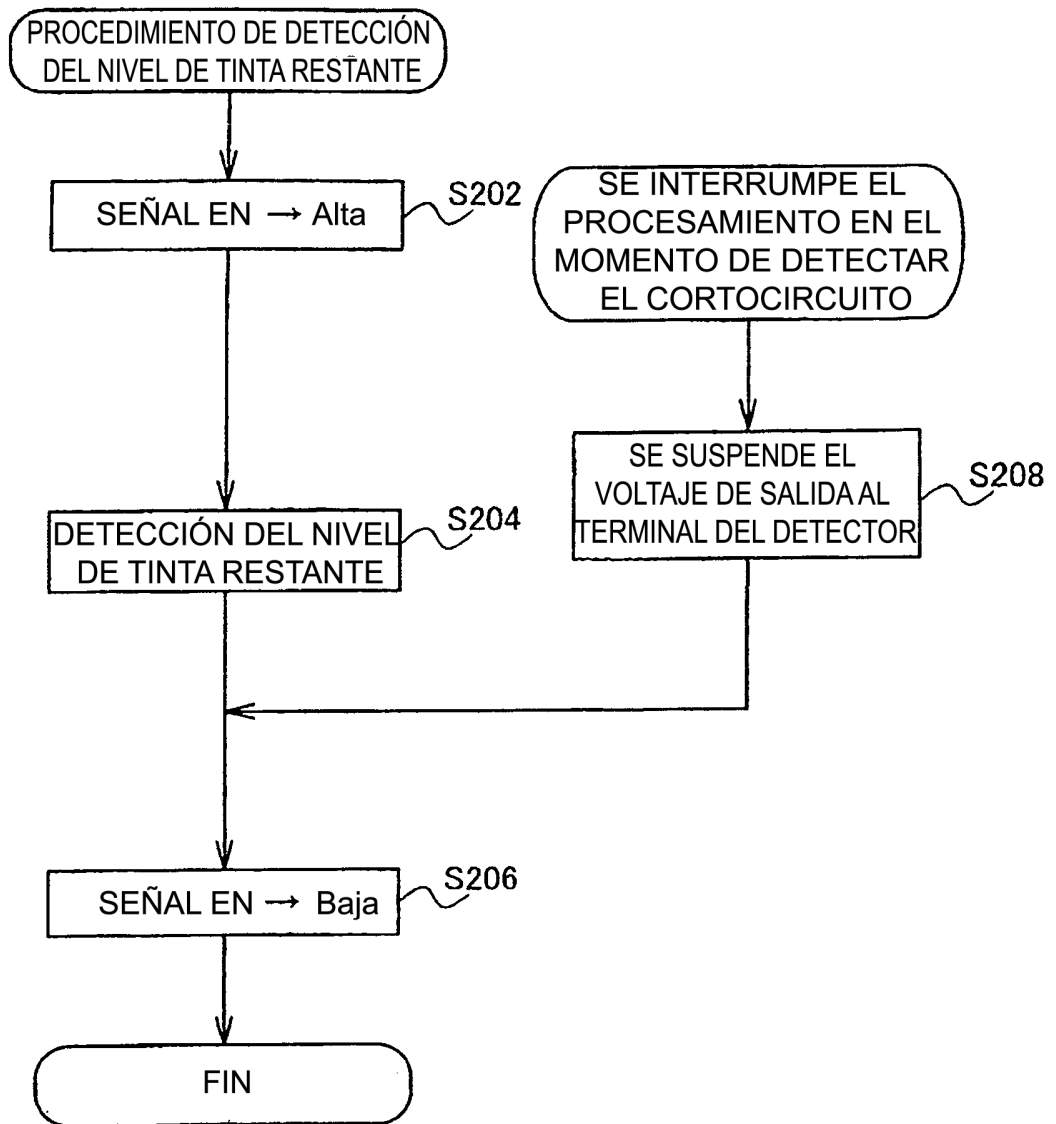 PROCEDIMIENTO DE DETECCIÓN
DEL NIVEL DE TINTA RESTANTE
SEÑAL EN → Alta
S202
SE INTERRUMPE EL
PROCESAMIENTO EN EL
MOMENTO DE DETECTAR
EL CORTOCIRCUITO
SE SUSPENDE EL
VOLTAJE DE SALIDA AL
TERMINAL DEL DETECTOR
S208
DETECCIÓN DEL NIVEL
DE TINTA RESTANTE
S204
SEÑAL EN → Baja
S206
FIN